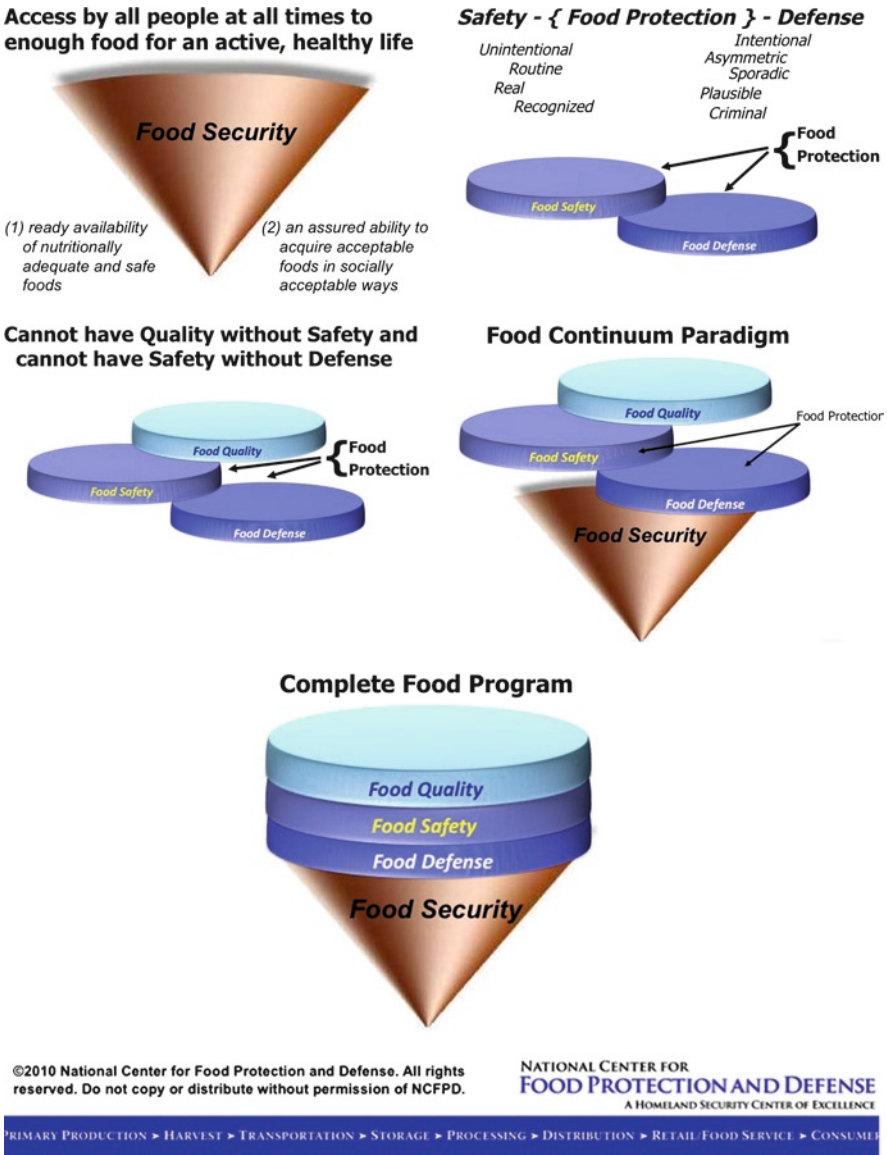 Access by all people at all times to
enough food for an active, healthy life
Food Security
(1) ready availability
of nutritionally
adequate and safe
foods
(2) an assured ability to
acquire acceptable
foods in socially
acceptable ways
Safety - { Food Protection } - Defense
Unintentional
Routine
Real
Recognized
Intentional
Asymmetric
Sporadic
Plausible
Criminal
{ Food
Protection
Food Safety
Food Defense
Cannot have Quality without Safety and
cannot have Safety without Defense
Food Quality
{ Food
Protection
Food Safety
Food Defense
Food Continuum Paradigm
Food Quality
Food Protection
Food Safety
Food Defense
Food Security
Complete Food Program
Food Quality
Food Safety
Food Defense
Food Security
©2010 National Center for Food Protection and Defense. All rights
reserved. Do not copy or distribute without permission of NCFPD.
NATIONAL CENTER FOR
FOOD PROTECTION AND DEFENSE
A HOMELAND SECURITY CENTER OF EXCELLENCE
PRIMARY PRODUCTION ➤ HARVEST ➤ TRANSPORTATION ➤ STORAGE ➤ PROCESSING ➤ DISTRIBUTION ➤ RETAIL/FOOD SERVICE ➤ CONSUMER